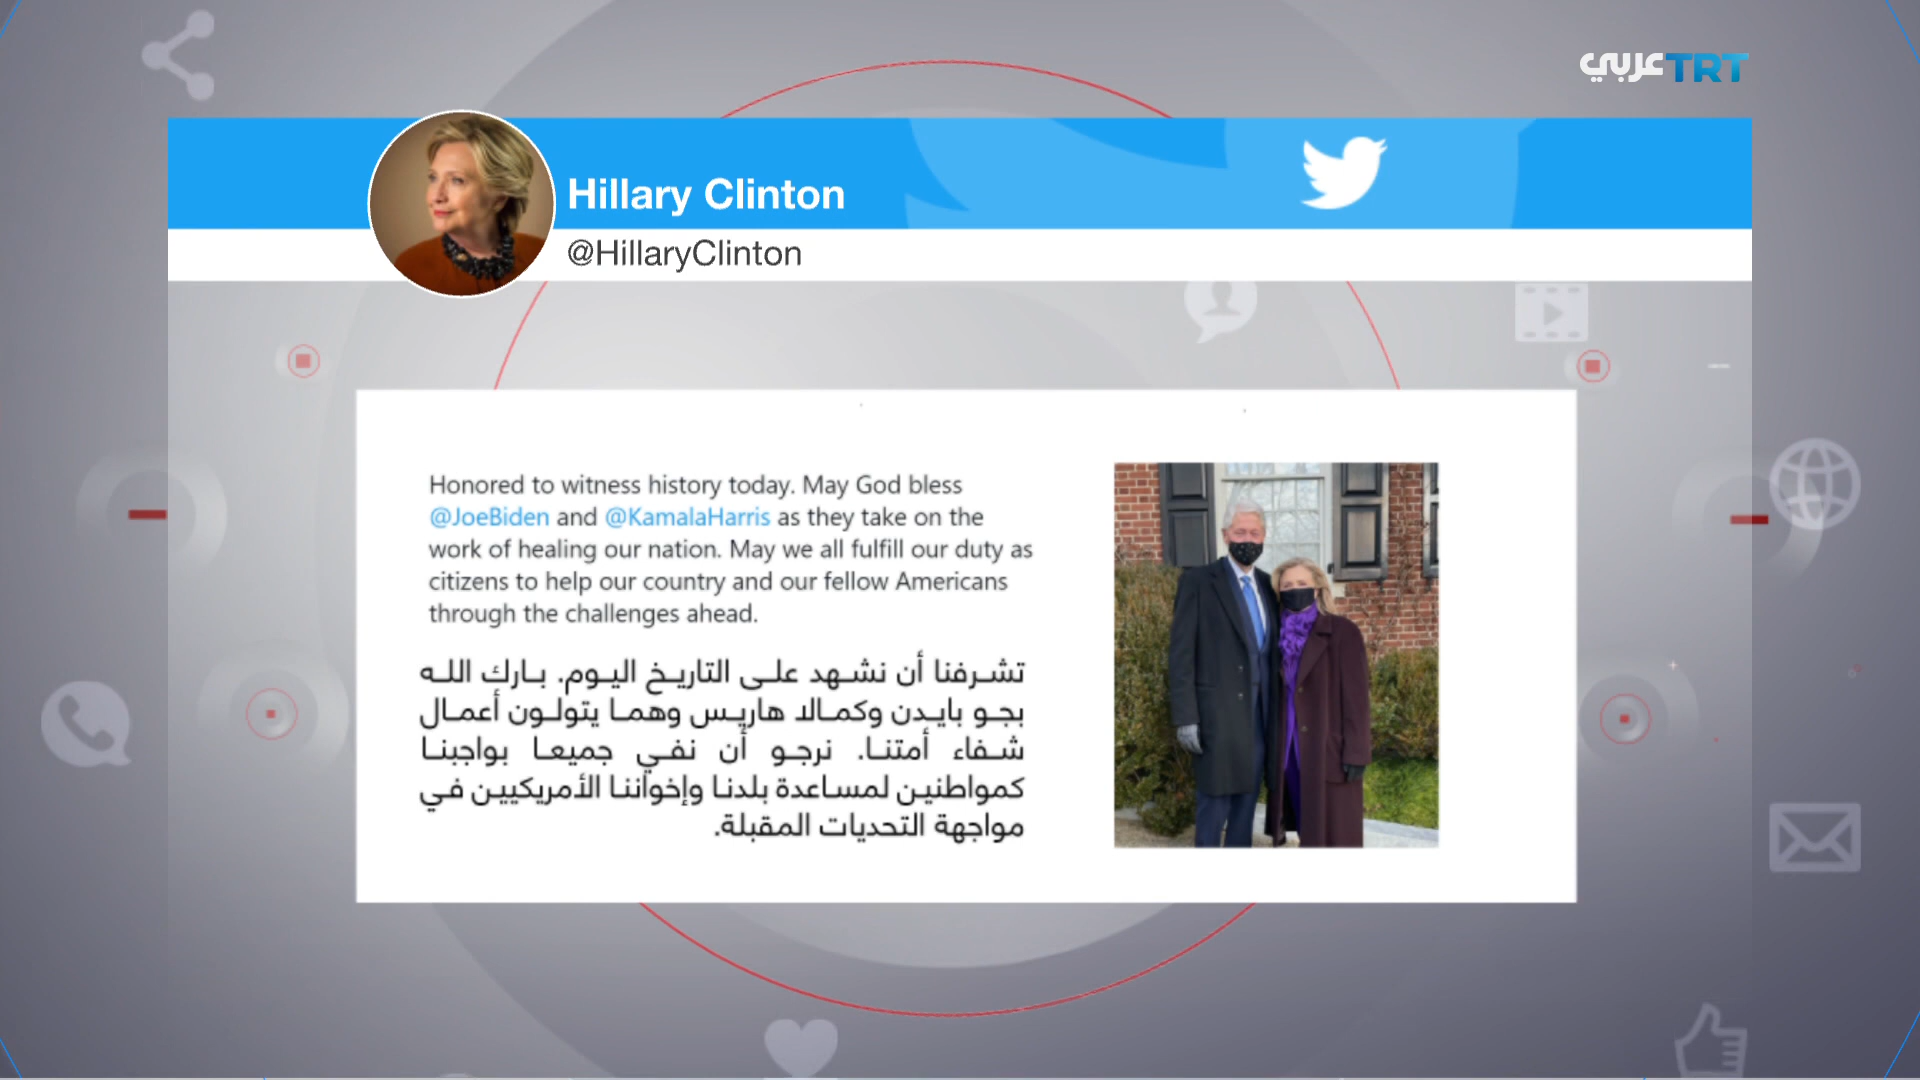 TRT عربي
Hillary Clinton
@HillaryClinton
Honored to witness history today. May God bless
@JoeBiden and @KamalaHarris as they take on the
work of healing our nation. May we all fulfill our duty as
citizens to help our country and our fellow Americans
through the challenges ahead.
تشرفنا أن نشهد على التاريخ اليوم. بارك الله
بجو بايدن وكمالا هاريس وهما يتولون أعمال
شفاء أمتنا. نرجو أن نفي جميعا بواجبنا
كمواطنين لمساعدة بلدنا وإخواننا الأمريكيين في
مواجهة التحديات المقبلة.